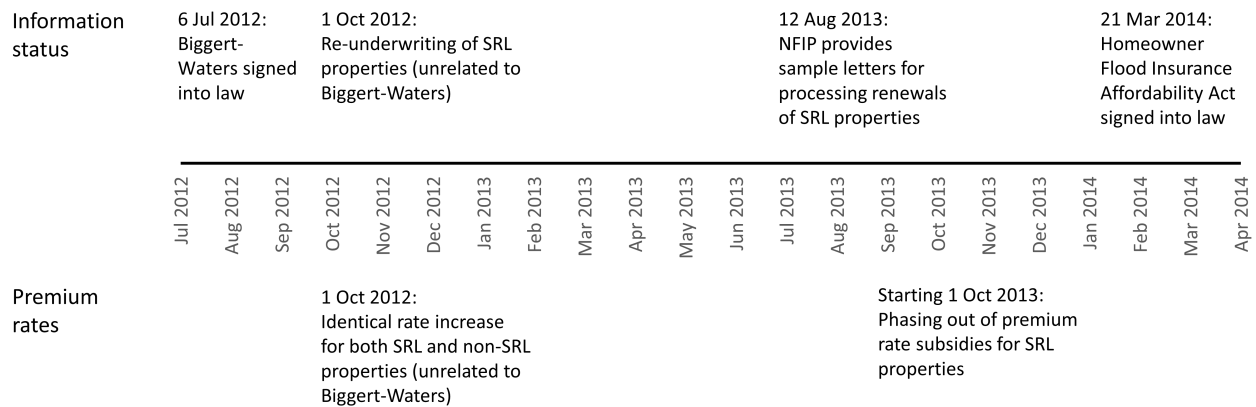 Information
status
6 Jul 2012:
Biggert-
Waters signed
into law
1 Oct 2012:
Re-underwriting of SRL
properties (unrelated to
Biggert-Waters)
12 Aug 2013:
NFIP provides
sample letters for
processing renewals
of SRL properties
21 Mar 2014:
Homeowner
Flood Insurance
Affordability Act
signed into law
Jul 2012
Aug 2012
Sep 2012
Oct 2012
Nov 2012
Dec 2012
Jan 2013
Feb 2013
Mar 2013
Apr 2013
May 2013
Jun 2013
Jul 2013
Aug 2013
Sep 2013
Oct 2013
Nov 2013
Dec 2013
Jan 2014
Feb 2014
Mar 2014
Apr 2014
Premium
rates
1 Oct 2012:
Identical rate increase
for both SRL and non-SRL
properties (unrelated to
Biggert-Waters)
Starting 1 Oct 2013:
Phasing out of premium
rate subsidies for SRL
properties